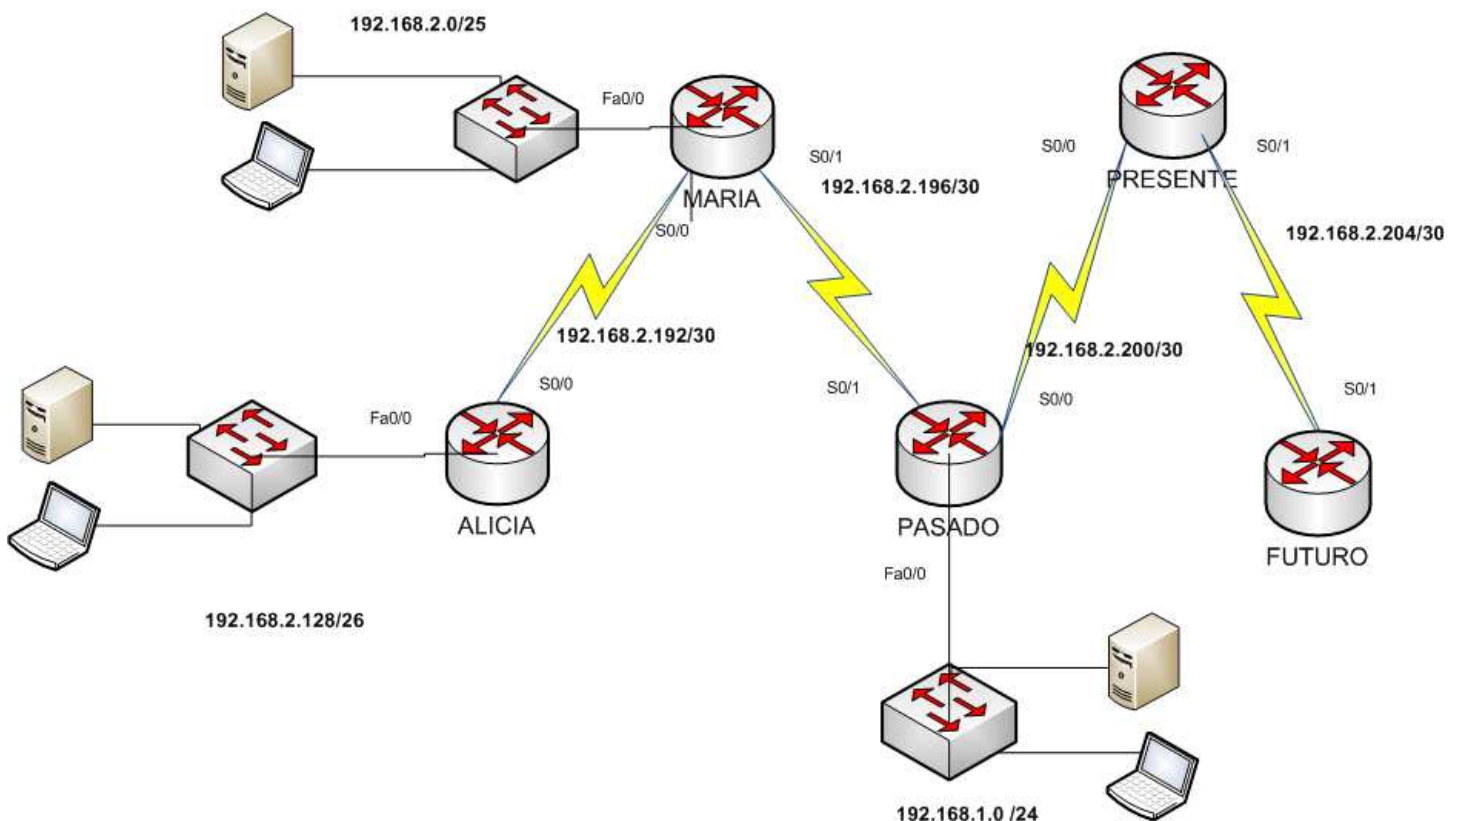 192.168.2.0/25
Fa0/0
S0/0
S0/1
S0/1
192.168.2.196/30
PRESENTE
MARIA
S0/0
192.168.2.204/30
192.168.2.192/30
192.168.2.200/30
S0/0
S0/1
S0/0
S0/1
Fa0/0
ALICIA
PASADO
FUTURO
Fa0/0
192.168.2.128/26
192.168.1.0 /24